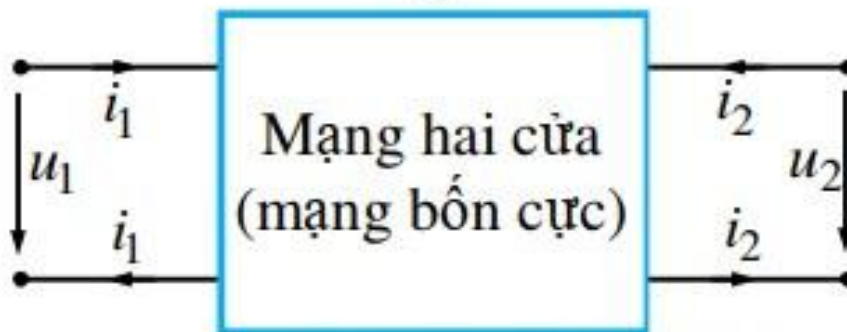 i1
i2
Mạng hai cửa
u1
u2
(mạng bốn cực)
i1
i2